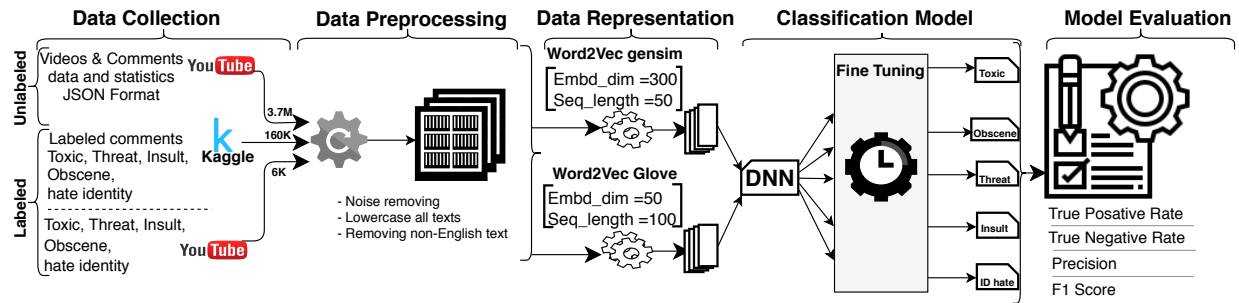 Data Collection
Data Preprocessing
Data Representation
Classification Model
Model Evaluation
Unlabeled
Videos & Comments
data and statistics
JSON Format
YouTube
3.7M
Labeled
Labeled comments
Toxic, Threat, Insult,
Obscene,
hate identity
k
Kaggle
160K
6K
Toxic, Threat, Insult,
Obscene,
hate identity
YouTube
- Noise removing
- Lowercase all texts
- Removing non-English text
Word2Vec gensim
Embd_dim =300
Seq_length =50
Word2Vec Glove
Embd_dim =50
Seq_length =100
DNN
Fine Tuning
Toxic
Obscene
Threat
Insult
ID hate
True Posative Rate
True Negative Rate
Precision
F1 Score